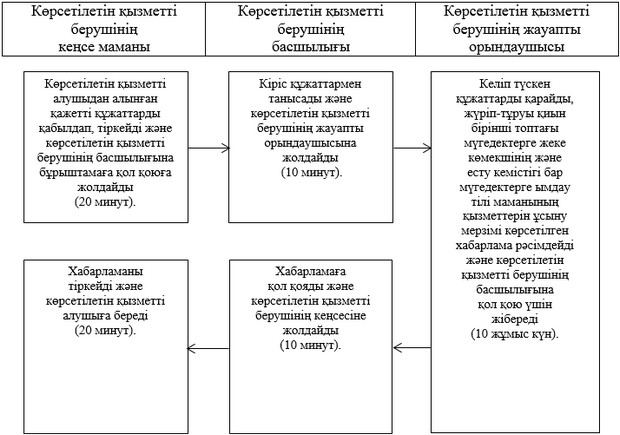 Көрсетілетін қызметті
берушінің
кеңсе маманы
Көрсетілетін қызметті
берушінің
басшылығы
Көрсетілетін қызметті
берушінің жауапты
орындаушысы
Көрсетілетін қызметті
алушыдан алынған
қажетті құжаттарды
қабылдап, тіркейді және
көрсетілетін қызметті
берушінің басшылығына
бұрыштамаға қол қоюға
жолдайды
(20 минут).
Кіріс құжаттармен
танысады және
көрсетілетін қызметті
берушінің жауапты
орындаушысына
жолдайды
(10 минут).
Келіп түскен
құжаттарды қарайды,
жүріп-тұруы қиын
бірінші топтағы
мүгедектерге жеке
көмекшінің және
есту кемістігі бар
мүгедектерге ымдау
тілі маманының
қызметтерін ұсыну
мерзімі көрсетілген
хабарлама рәсімдейді
және көрсетілетін
қызметті берушінің
басшылығына
қол қою үшін
жібереді
(10 жұмыс күн).
Хабарламаға
қол қояды және
көрсетілетін қызметті
берушінің кеңсесіне
жолдайды
(10 минут).
Хабарламаны
тіркейді және
көрсетілетін қызметті
алушыға береді
(20 минут).